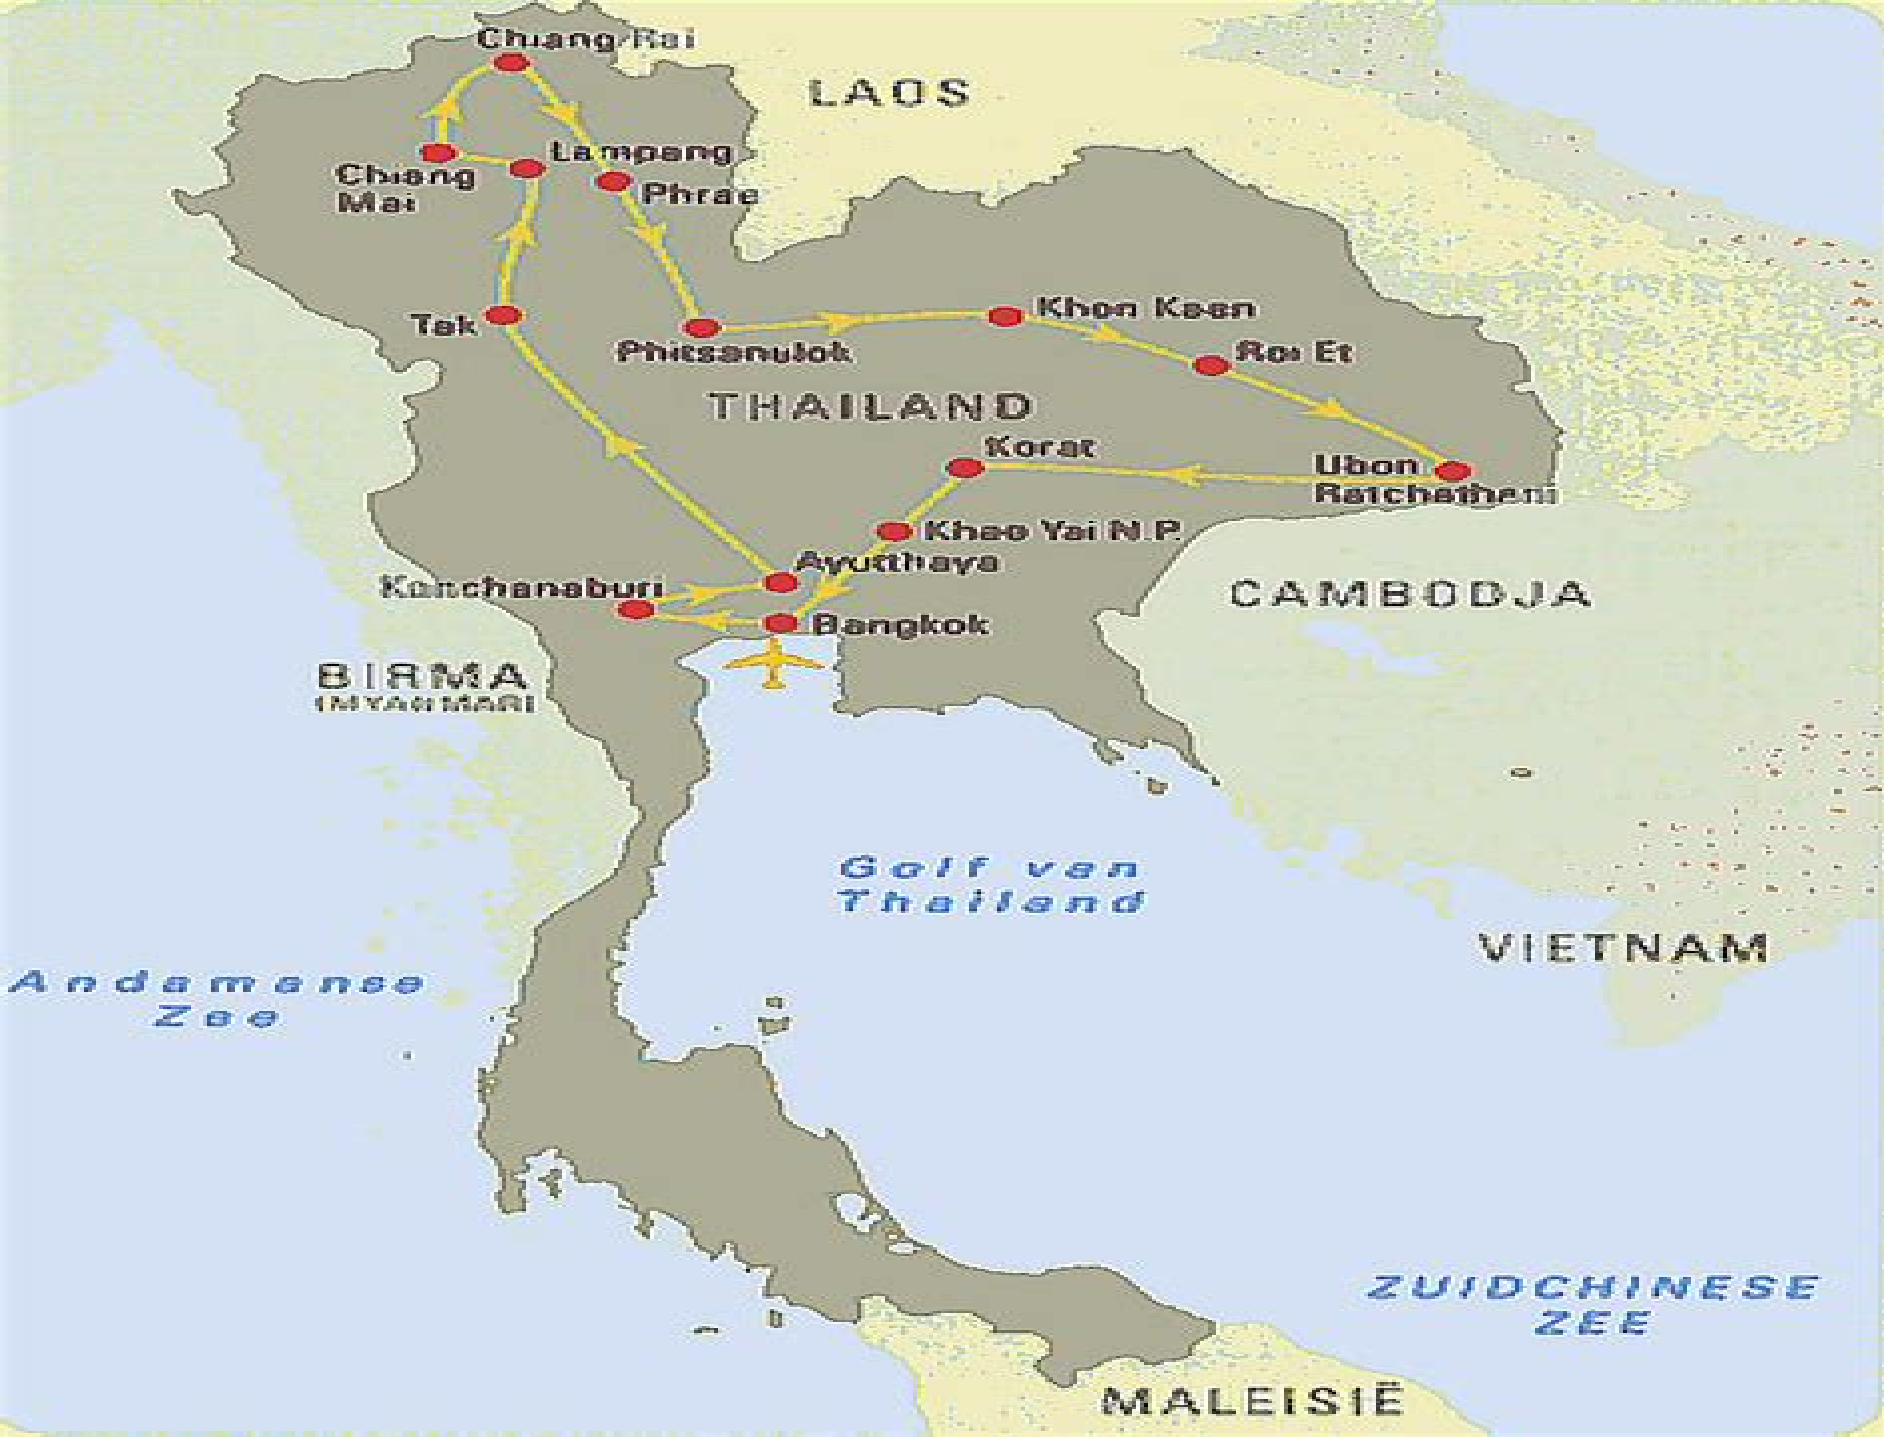 Chiang Rai
LAOS
Lampang
Chiang
Mai
Phrae
Tak
Phitsanulok
Khon Kaen
Roi Et
THAILAND
Korat
Ubon
Ratchathani
Khao Yai N.P.
Ayutthaya
Kanchanaburi
Bangkok
CAMBODJA
BIRMA
(MYANMAR)
Golf van
Thailand
VIETNAM
Andamanse
Zee
ZUIDCHINESE
ZEE
MALEISIË